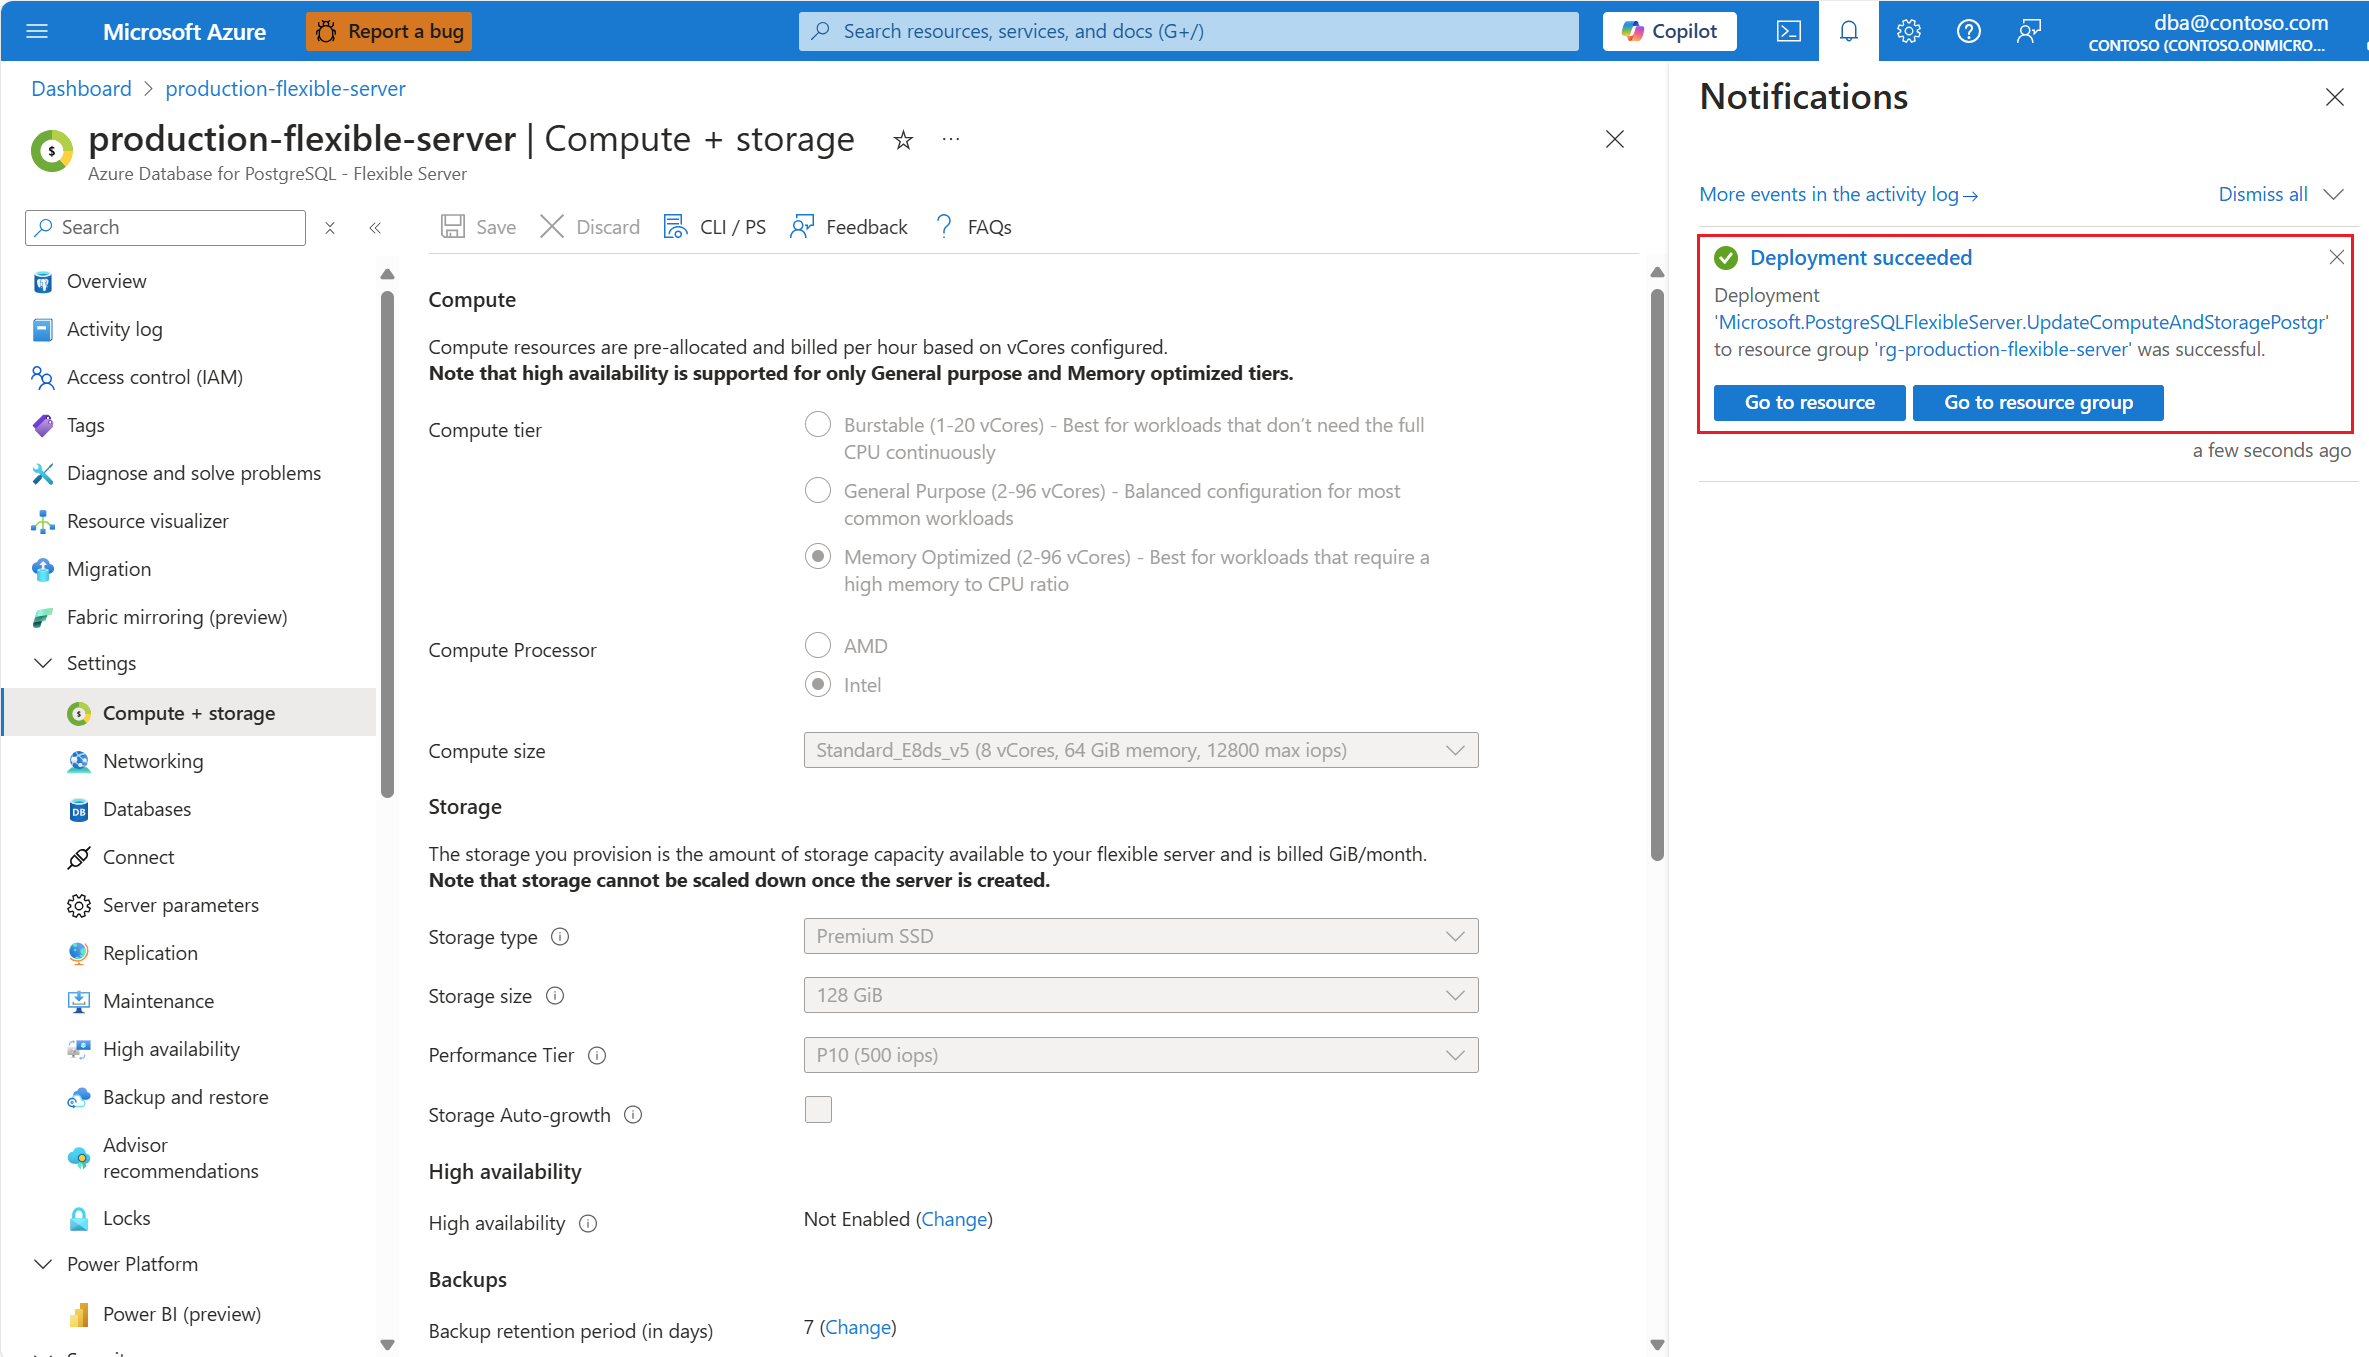 Microsoft Azure
Report a bug
Search resources, services, and docs (G+/)
Copilot
dba@contoso.com
CONTOSO (CONTOSO.ONMICRO...
Dashboard > production-flexible-server
production-flexible-server | Compute + storage
Azure Database for PostgreSQL - Flexible Server
Search
Overview
Activity log
Access control (IAM)
Tags
Diagnose and solve problems
Resource visualizer
Migration
Fabric mirroring (preview)
Settings
Compute + storage
Networking
Databases
Connect
Server parameters
Replication
Maintenance
High availability
Backup and restore
Advisor
recommendations
Locks
Power Platform
Power BI (preview)
Save
Discard
CLI / PS
Feedback
FAQs
Compute
Compute resources are pre-allocated and billed per hour based on vCores configured.
Note that high availability is supported for only General purpose and Memory optimized tiers.
Compute tier
Burstable (1-20 vCores) - Best for workloads that don’t need the full
CPU continuously
General Purpose (2-96 vCores) - Balanced configuration for most
common workloads
Memory Optimized (2-96 vCores) - Best for workloads that require a
high memory to CPU ratio
Compute Processor
AMD
Intel
Compute size
Standard_E8ds_v5 (8 vCores, 64 GiB memory, 12800 max iops)
Storage
The storage you provision is the amount of storage capacity available to your flexible server and is billed GiB/month.
Note that storage cannot be scaled down once the server is created.
Storage type
Premium SSD
Storage size
128 GiB
Performance Tier
P10 (500 iops)
Storage Auto-growth
High availability
High availability
Not Enabled (Change)
Backups
Backup retention period (in days)
7 (Change)
Notifications
More events in the activity log→
Dismiss all
Deployment succeeded
Deployment
'Microsoft.PostgreSQLFlexibleServer.UpdateComputeAndStoragePostgr'
to resource group 'rg-production-flexible-server' was successful.
Go to resource
Go to resource group
a few seconds ago